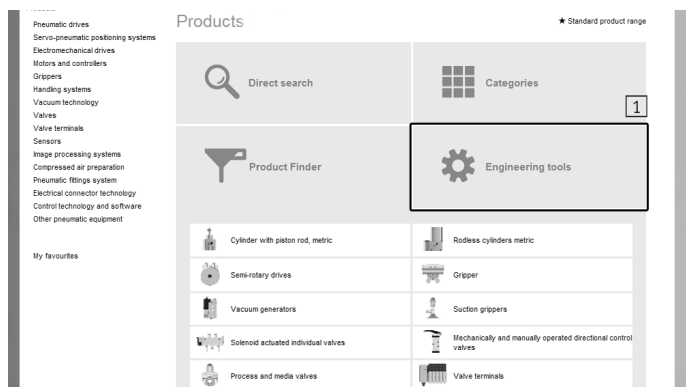 Products
★ Standard product range
Pneumatic drives
Servo-pneumatic positioning systems
Electromechanical drives
Motors and controllers
Grippers
Handling systems
Vacuum technology
Valves
Valve terminals
Sensors
Image processing systems
Compressed air preparation
Pneumatic fittings system
Electrical connector technology
Control technology and software
Other pneumatic equipment
My favourites
Direct search
Categories
1
Product Finder
Engineering tools
Cylinder with piston rod, metric
Rodless cylinders metric
Semi-rotary drives
Gripper
Vacuum generators
Suction grippers
Solenoid actuated individual valves
Mechanically and manually operated directional control
valves
Process and media valves
Valve terminals